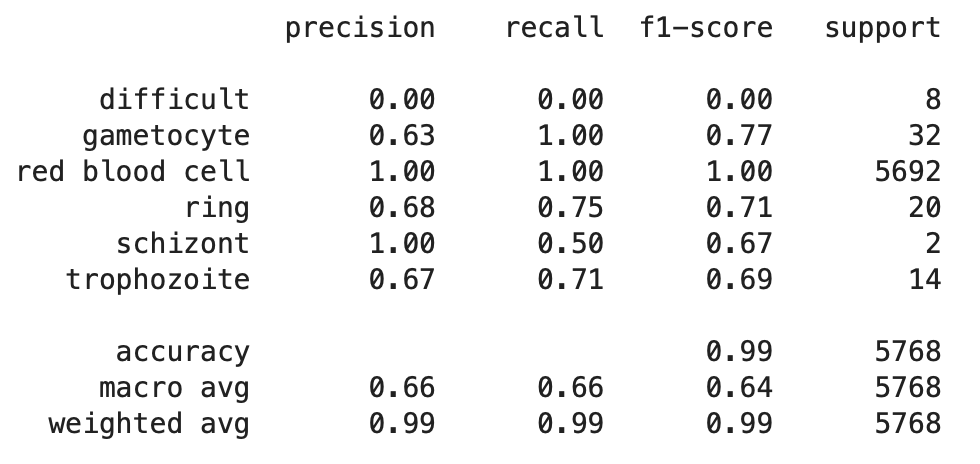 precision recall f1-score support
difficult 0.00 0.00 0.00 8
gametocyte 0.63 1.00 0.77 32
red blood cell 1.00 1.00 1.00 5692
ring 0.68 0.75 0.71 20
schizont 1.00 0.50 0.67 2
trophozoite 0.67 0.71 0.69 14
accuracy 0.99 5768
macro avg 0.66 0.66 0.64 5768
weighted avg 0.99 0.99 0.99 5768